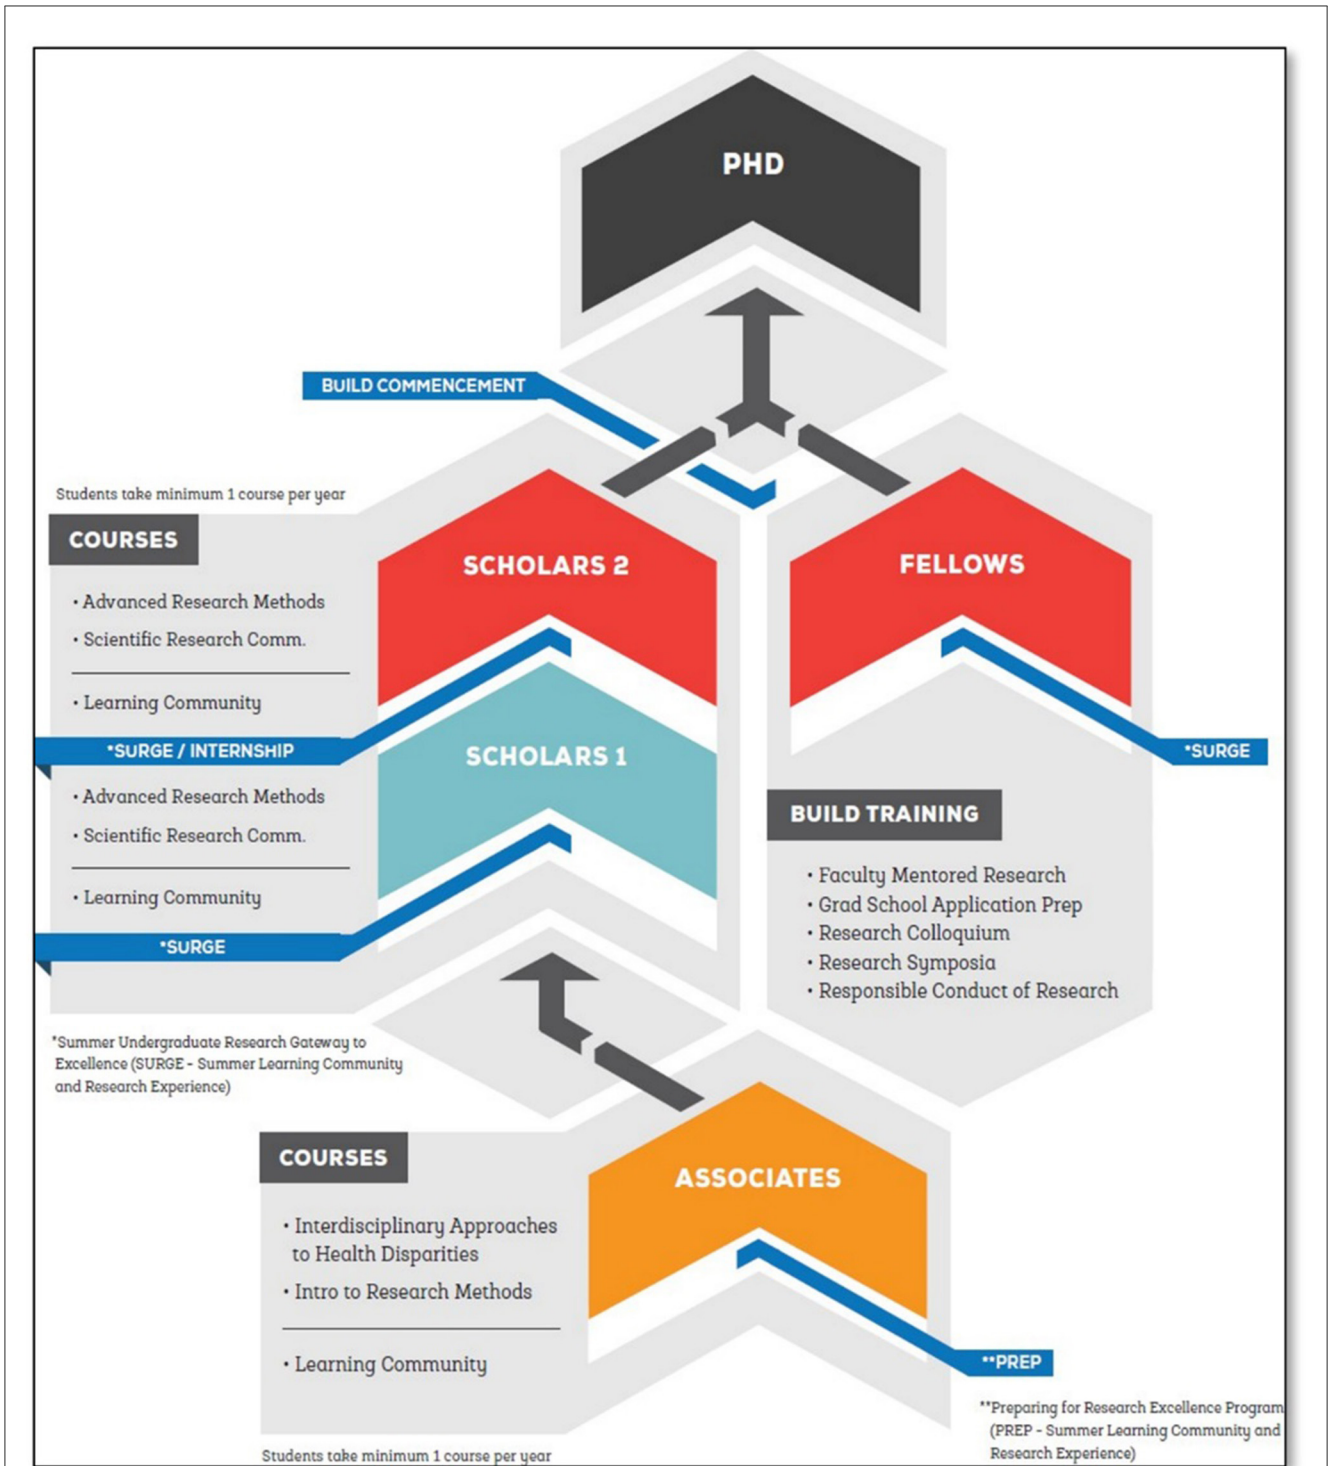 PHD
BUILD COMMENCEMENT
Students take minimum 1 course per year
COURSES
• Advanced Research Methods
• Scientific Research Comm.
• Learning Community
*SURGE / INTERNSHIP
• Advanced Research Methods
• Scientific Research Comm.
• Learning Community
*SURGE
SCHOLARS 2
SCHOLARS 1
FELLOWS
*SURGE
BUILD TRAINING
• Faculty Mentored Research
• Grad School Application Prep
• Research Colloquium
• Research Symposia
• Responsible Conduct of Research
*Summer Undergraduate Research Gateway to
Excellence (SURGE - Summer Learning Community
and Research Experience)
COURSES
• Interdisciplinary Approaches
to Health Disparities
• Intro to Research Methods
• Learning Community
Students take minimum 1 course per year
ASSOCIATES
**PREP
**Preparing for Research Excellence Program
(PREP - Summer Learning Community and
Research Experience)